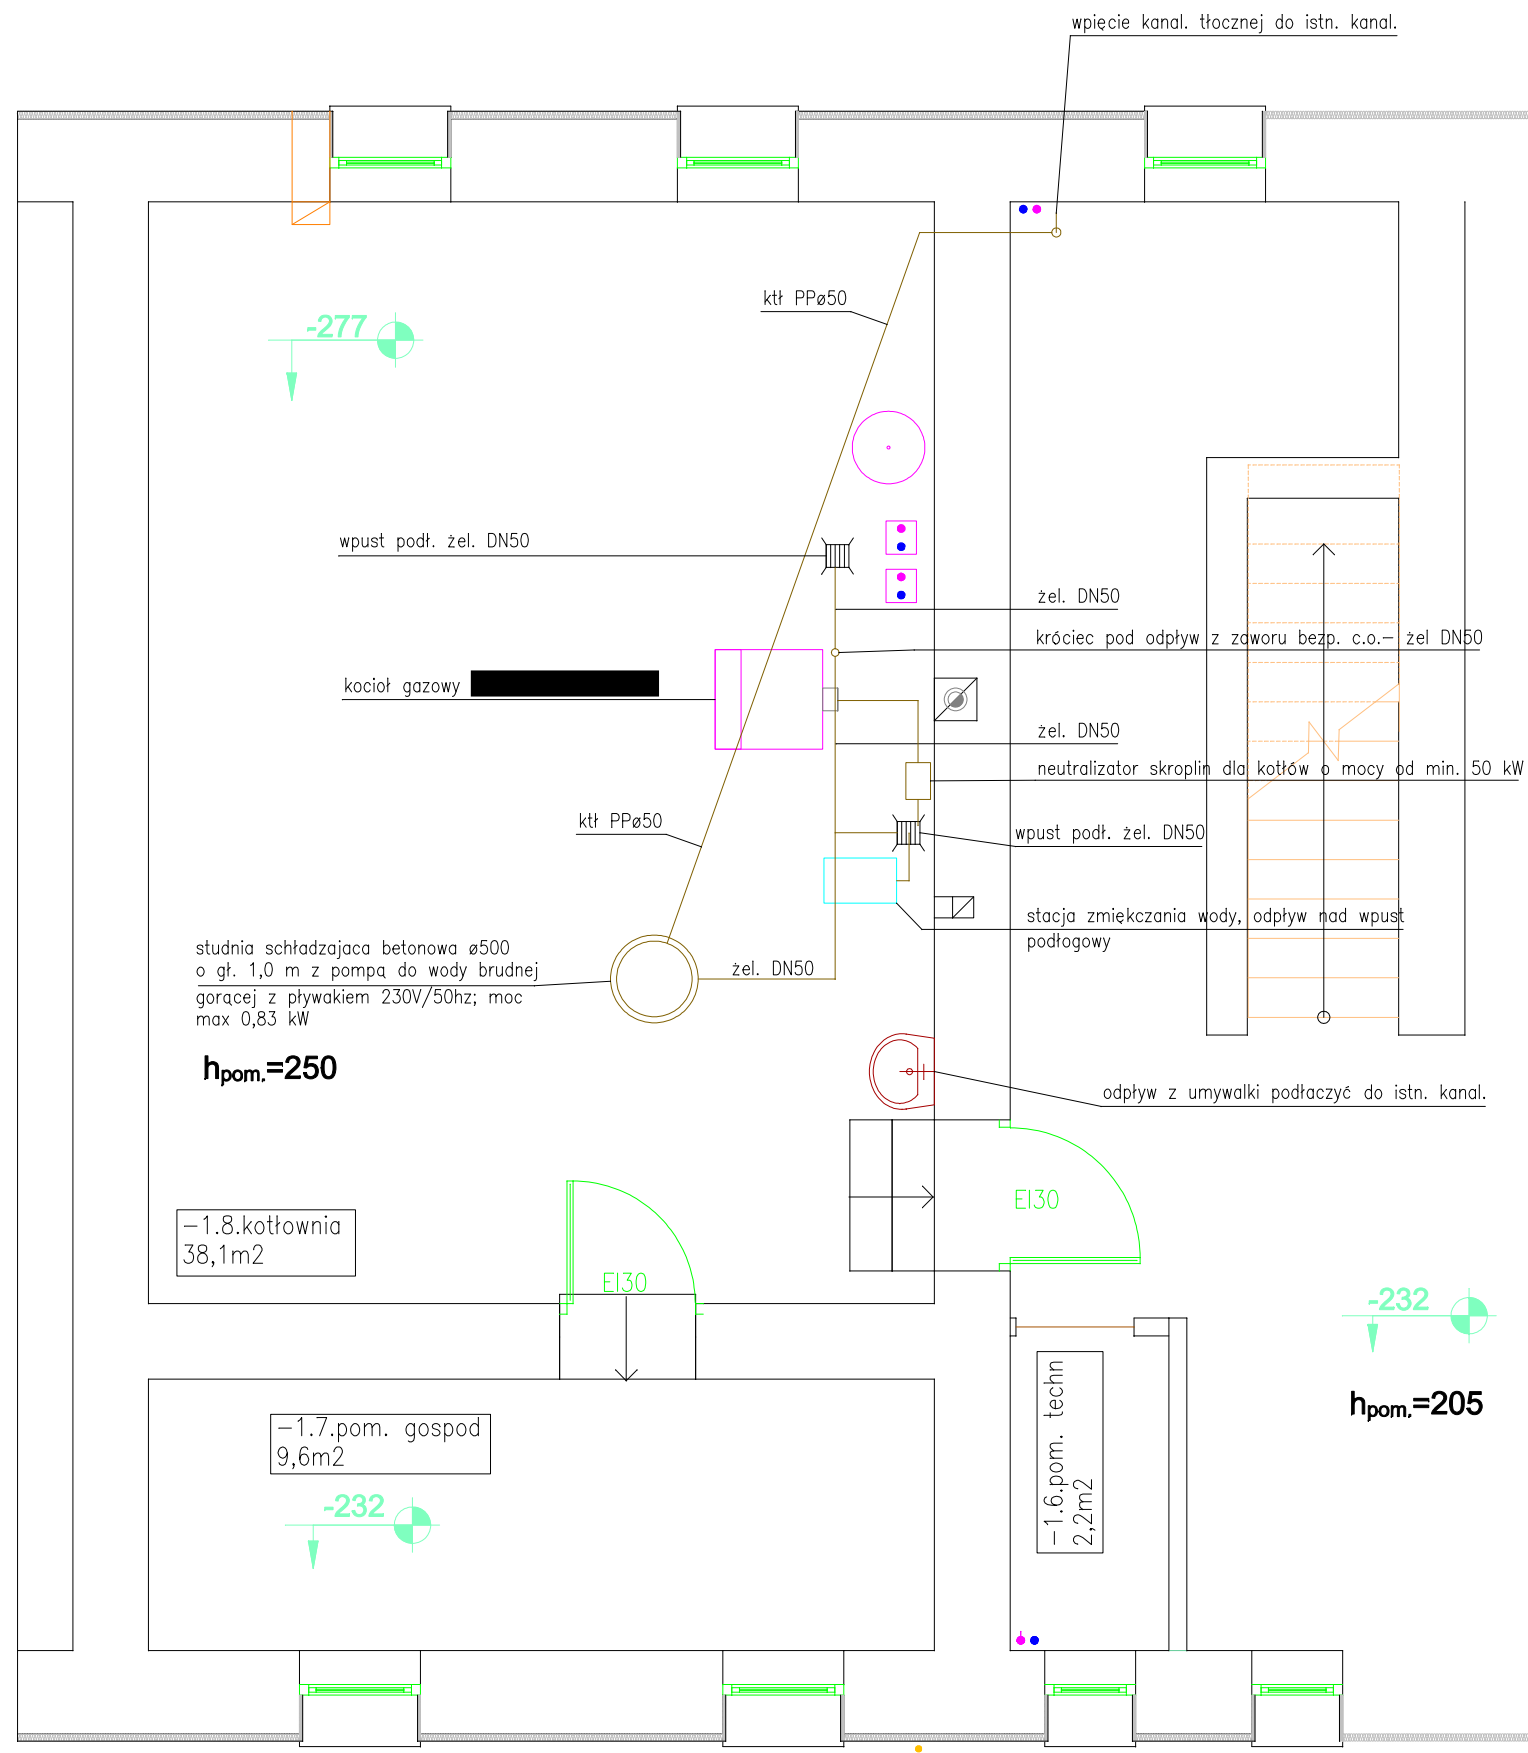 wpięcie kanal. tłocznej do istn. kanal.
ktł PPø50
-277
wpust podł. żel. DN50
żel. DN50
króciec pod odpływ z zaworu bezp. c.o.– żel DN50
kocioł gazowy
żel. DN50
neutralizator skroplin dla kotłów o mocy od min. 50 kW
ktł PPø50
wpust podł. żel. DN50
stacja zmiękczania wody, odpływ nad wpust
podłogowy
studnia schładzajaca betonowa ø500
o gł. 1,0 m z pompą do wody brudnej
gorącej z pływakiem 230V/50hz; moc
max 0,83 kW
żel. DN50
hpom.=250
odpływ z umywalki podłaczyć do istn. kanal.
EI30
–1.8.kotłownia
38,1m2
EI30
-232
hpom.=205
–1.6.pom. techn
2,2m2
–1.7.pom. gospod
9,6m2
-232